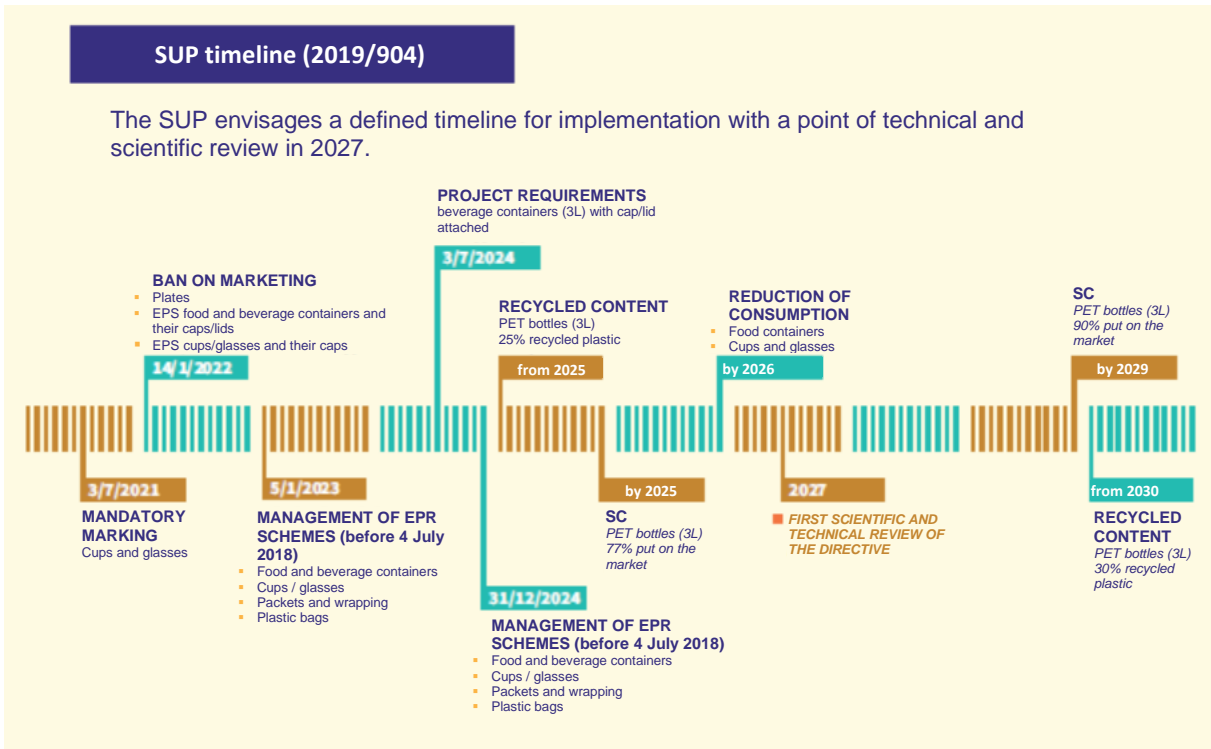 SUP timeline (2019/904)
The SUP envisages a defined timeline for implementation with a point of technical and
scientific review in 2027.
PROJECT REQUIREMENTS
beverage containers (3L) with cap/lid
attached
3/7/2024
BAN ON MARKETING
Plates
EPS food and beverage containers and
their caps/lids
EPS cups/glasses and their caps
14/1/2022
RECYCLED CONTENT
PET bottles (3L)
25% recycled plastic
from 2025
REDUCTION OF
CONSUMPTION
Food containers
Cups and glasses
by 2026
SC
PET bottles (3L)
90% put on the
market
by 2029
3/7/2021
MANDATORY
MARKING
Cups and glasses
5/1/2023
MANAGEMENT OF EPR
SCHEMES (before 4 July
2018)
Food and beverage containers
Cups / glasses
Packets and wrapping
Plastic bags
31/12/2024
MANAGEMENT OF EPR
SCHEMES (before 4 July 2018)
Food and beverage containers
Cups / glasses
Packets and wrapping
Plastic bags
by 2025
SC
PET bottles (3L)
77% put on the
market
2027
FIRST SCIENTIFIC AND
TECHNICAL REVIEW OF
THE DIRECTIVE
from 2030
RECYCLED
CONTENT
PET bottles (3L)
30% recycled
plastic